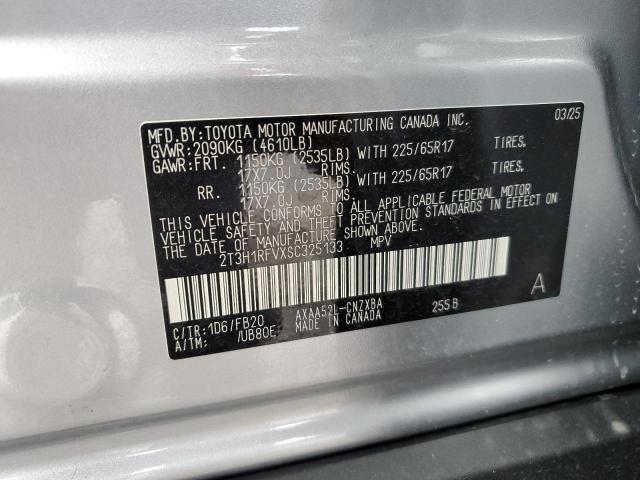 MFD.BY:TOYOTA MOTOR MANUFACTURING CANADA INC. 03/25
GVWR:2090KG (4610LB)
GAWR:FRT. 1150KG (2535LB) WITH 225/65R17 TIRES.
17X7.0J RIMS.
RR. 1150KG (2535LB) WITH 225/65R17 TIRES.
17X7.0J RIMS.
THIS VEHICLE CONFORMS TO ALL APPLICABLE FEDERAL MOTOR
VEHICLE SAFETY AND THEFT PREVENTION STANDARDS IN EFFECT ON
THE DATE OF MANUFACTURE SHOWN ABOVE.
2T3H1RFVXSC325133 MPV
C/TR:1D6/FB20 AXAA52L-CNZXBA 255B A
A/TM: /UB80E MADE IN CANADA